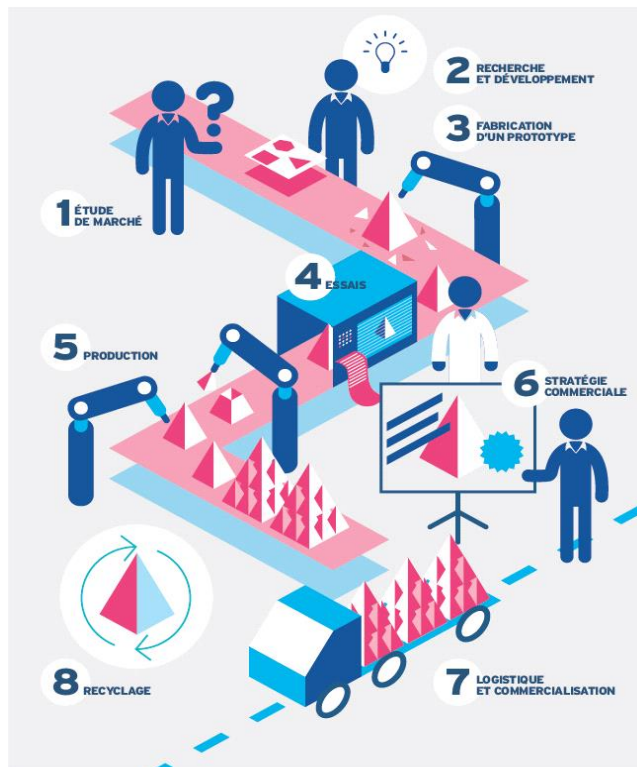 1 ÉTUDE
DE MARCHÉ
2 RECHERCHE
ET DÉVELOPPEMENT
3 FABRICATION
D'UN PROTOTYPE
4 ESSAIS
5 PRODUCTION
6 STRATÉGIE
COMMERCIALE
7 LOGISTIQUE
ET COMMERCIALISATION
8 RECYCLAGE
?